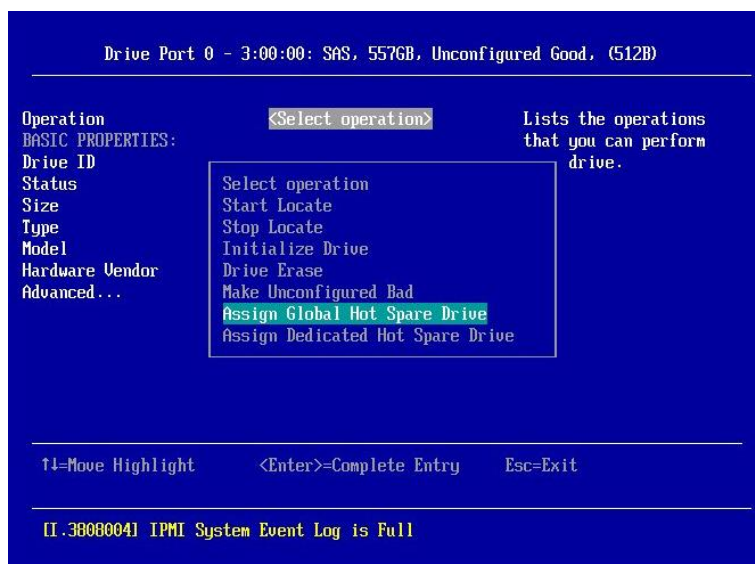 Drive Port 0 - 3:00:00: SAS, 557GB, Unconfigured Good, (512B)
Operation <Select operation> Lists the operations
BASIC PROPERTIES: that you can perform
Drive ID drive.
Status Select operation
Size Start Locate
Type Stop Locate
Model Initialize Drive
Hardware Vendor Drive Erase
Advanced... Make Unconfigured Bad
Assign Global Hot Spare Drive
Assign Dedicated Hot Spare Drive
↑↓=Move Highlight <Enter>=Complete Entry Esc=Exit
[I.3808004] IPMI System Event Log is Full